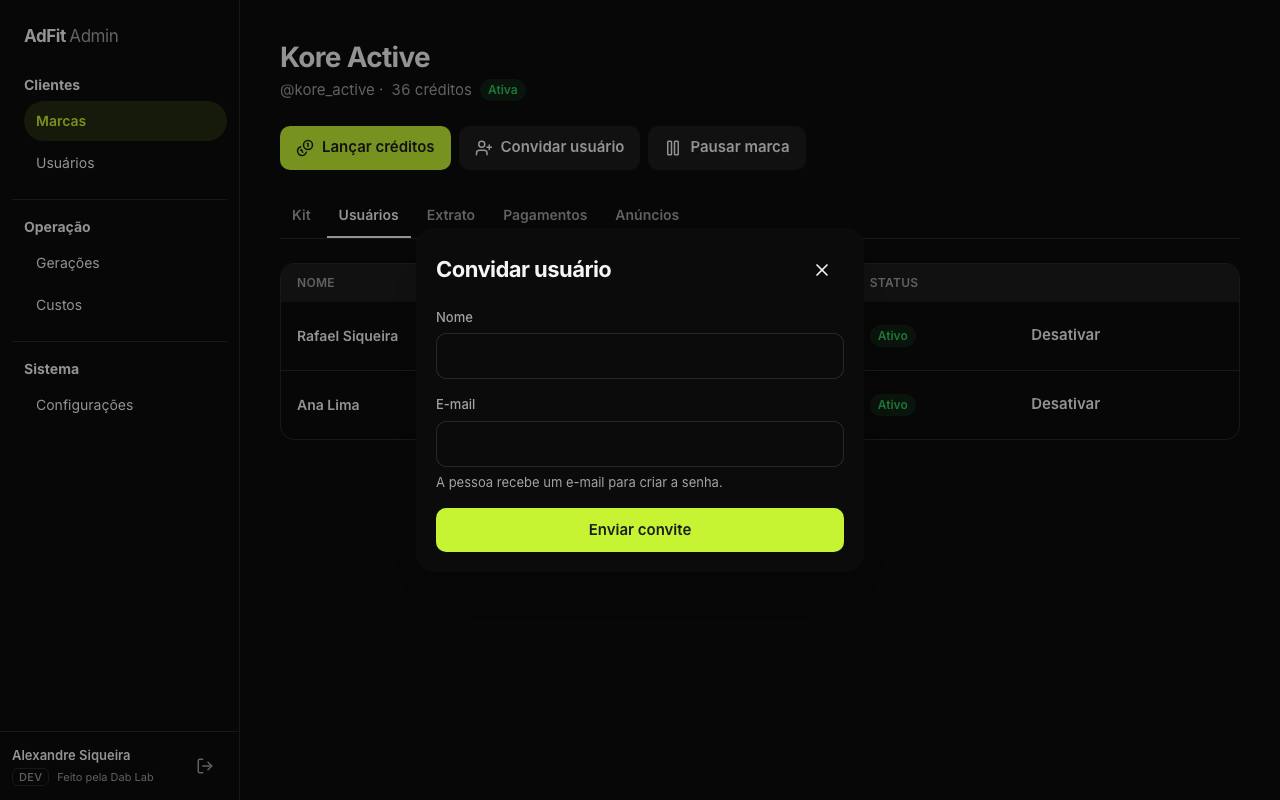 AdFit Admin
Clientes
Marcas
Usuários
Operação
Gerações
Custos
Sistema
Configurações
Alexandre Siqueira
DEV Feito pela Dab Lab
Kore Active
@kore_active · 36 créditos Ativa
Lançar créditos Convidar usuário Pausar marca
Kit Usuários Extrato Pagamentos Anúncios
NOME STATUS
Rafael Siqueira Ativo Desativar
Ana Lima Ativo Desativar
Convidar usuário
Nome
E-mail
A pessoa recebe um e-mail para criar a senha.
Enviar convite